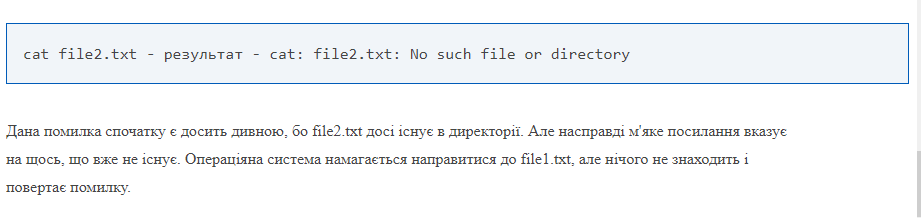 cat file2.txt - результат - cat: file2.txt: No such file or directory
Дана помилка спочатку є досить дивною, бо file2.txt досі існує в директорії. Але насправді м'яке посилання вказує
на щось, що вже не існує. Операціяна система намагається направитися до file1.txt, але нічого не знаходить і
повертає помилку.